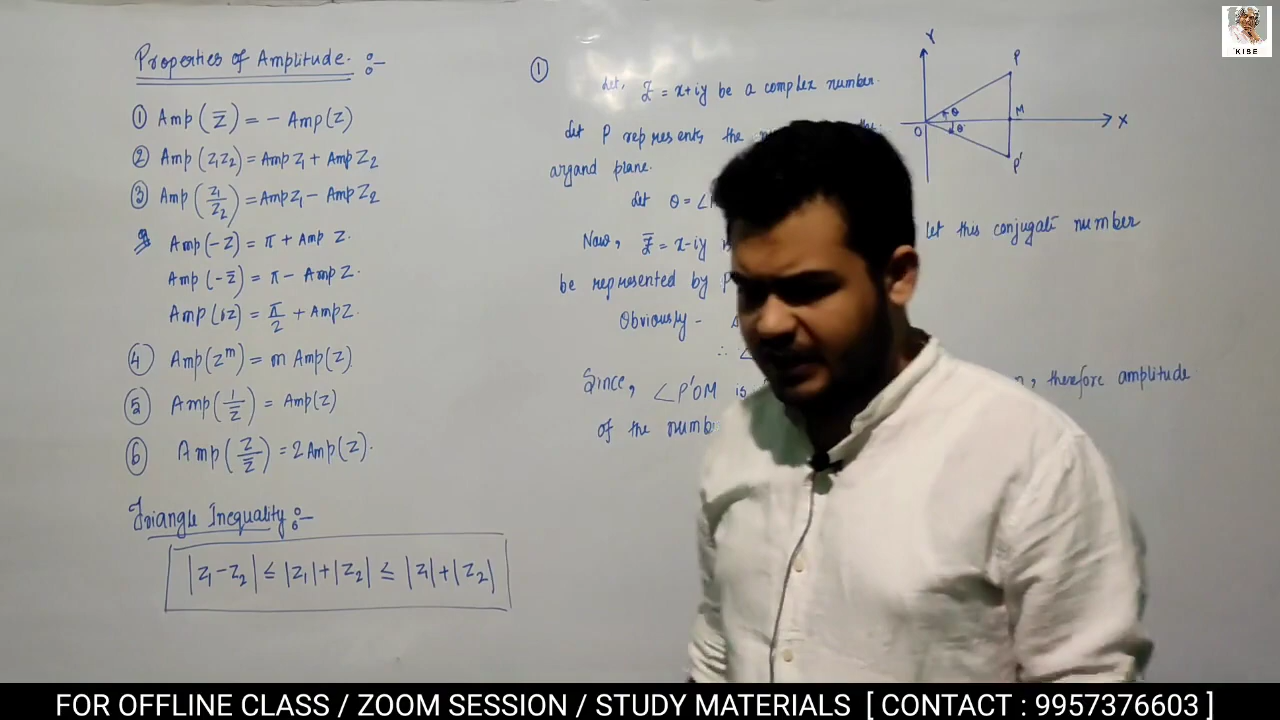 Properties of Amplitude :-
① Amp (z̅) = - Amp(z)
② Amp (z₁z₂) = Amp z₁ + Amp z₂
③ Amp (z₁/z₂) = Amp z₁ - Amp z₂
Amp (-z) = π + Amp z.
Amp (-z̅) = π - Amp z.
Amp (iz) = π/2 + Amp z.
④ Amp (zᵐ) = m Amp(z)
⑤ Amp (1/z̅) = Amp(z)
⑥ Amp (z/z̅) = 2 Amp(z).
Triangle Inequality :-
|z₁ - z₂| ≤ |z₁| + |z₂| ≤ |z₁| + |z₂|
①
Let, z = x+iy be a complex number.
Let P represents the
argand plane.
Let θ = ∠
Now, z̅ = x-iy
let this conjugate number
be represented by P
Obviously -
∴ ∠
Since, ∠P'OM is
therefore amplitude
of the
Y
P
M
X
O
θ
θ
P'
KISE
FOR OFFLINE CLASS / ZOOM SESSION / STUDY MATERIALS [ CONTACT : 9957376603 ]